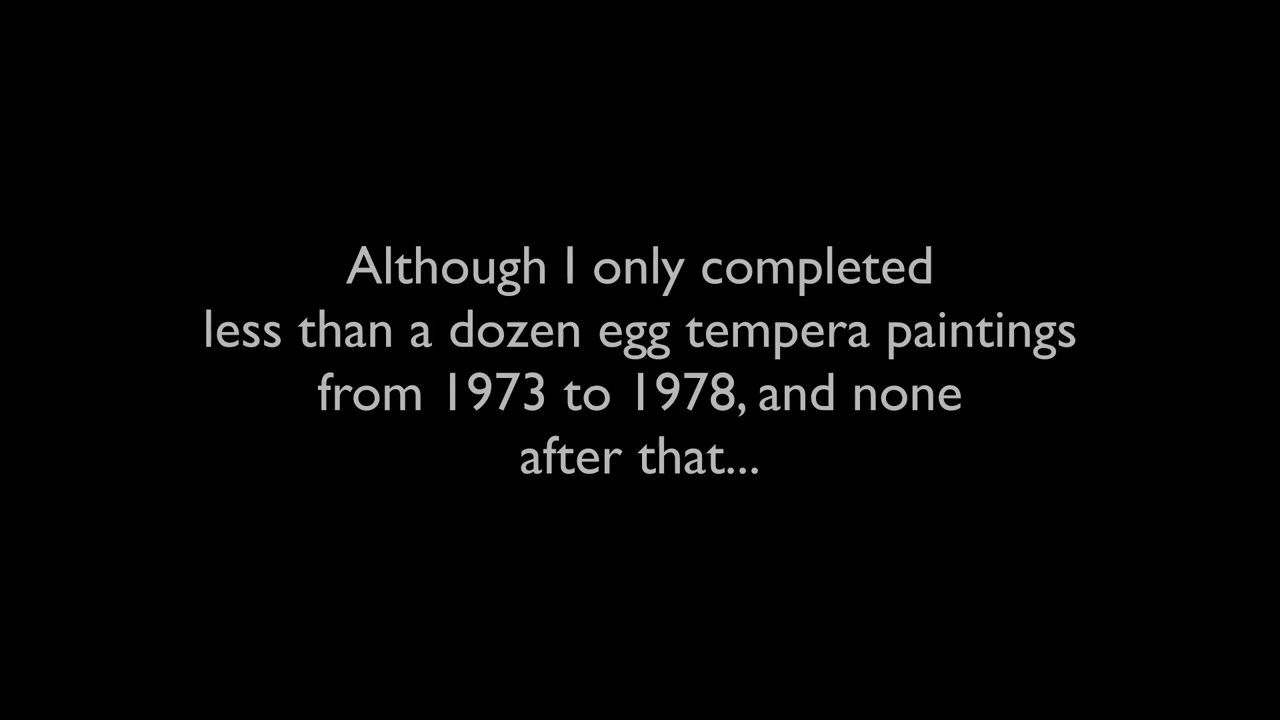 Although I only completed
less than a dozen egg tempera paintings
from 1973 to 1978, and none
after that...